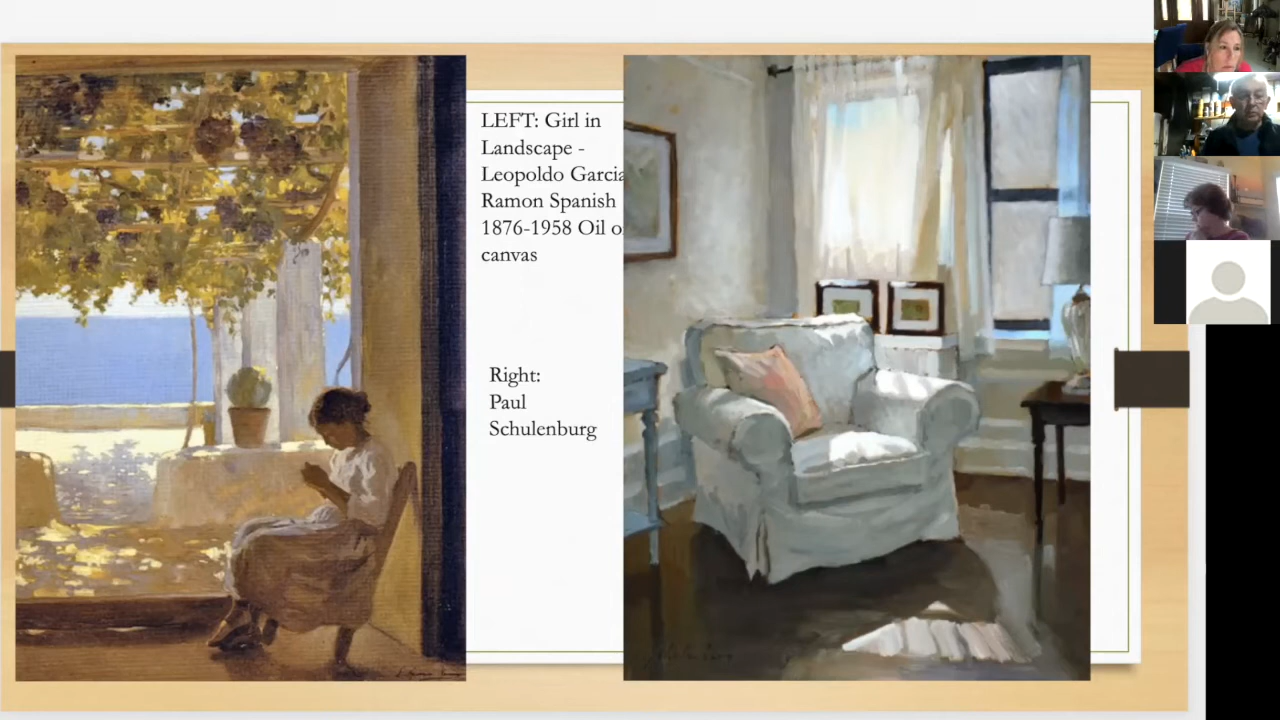 LEFT: Girl in
Landscape -
Leopoldo Garcia
Ramon Spanish
1876-1958 Oil o
canvas
Right:
Paul
Schulenburg